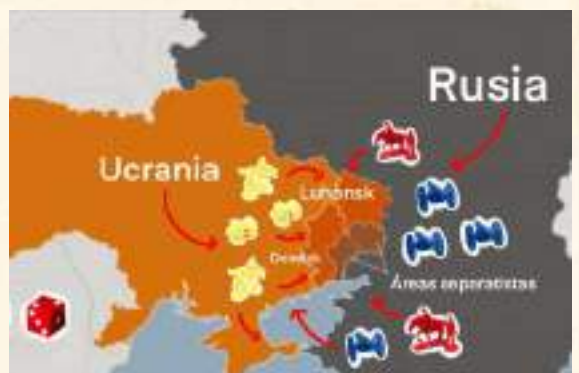 Rusia
Ucrania
Luhansk
Donetsk
Áreas separatistas